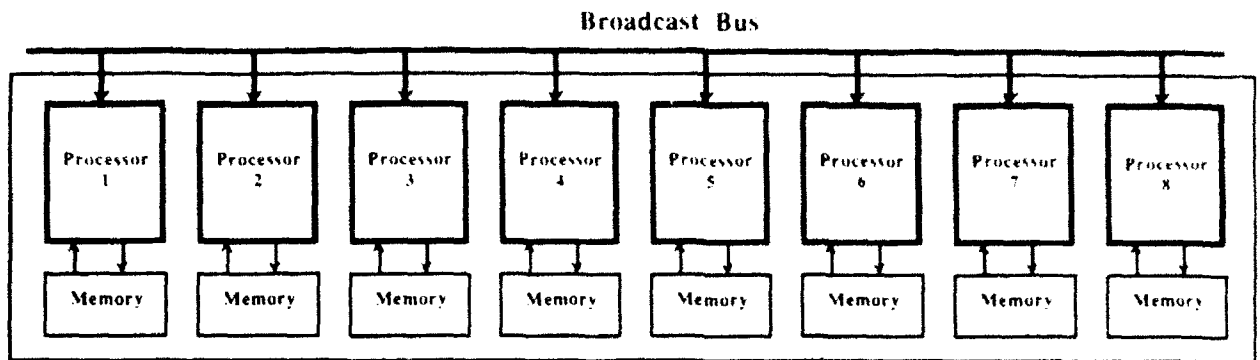 Broadcast Bus
Processor Processor Processor Processor Processor Processor Processor Processor
1 2 3 4 5 6 7 8
Memory Memory Memory Memory Memory Memory Memory Memory